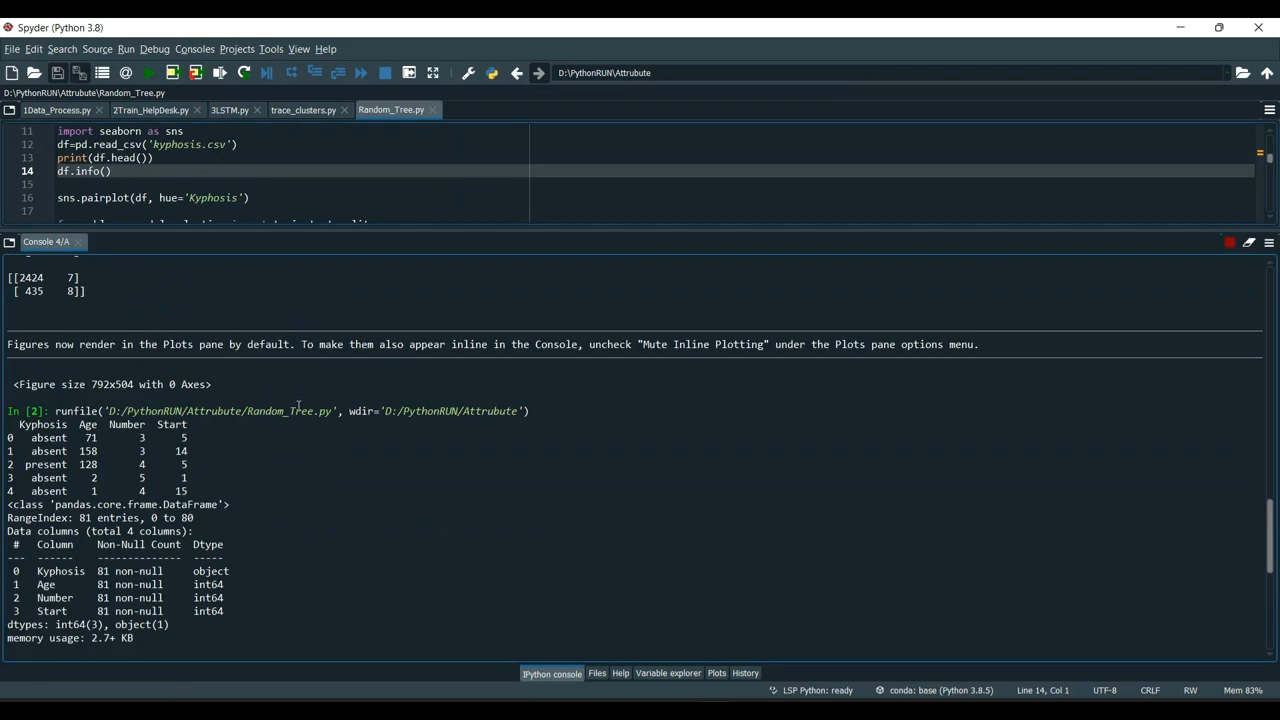 Spyder (Python 3.8)
File Edit Search Source Run Debug Consoles Projects Tools View Help
D:\PythonRUN\Attrubute
D:\PythonRUN\Attrubute\Random_Tree.py
1Data_Process.py 2Train_HelpDesk.py 3LSTM.py trace_clusters.py Random_Tree.py
11 import seaborn as sns
12 df=pd.read_csv('kyphosis.csv')
13 print(df.head())
14 df.info()
15
16 sns.pairplot(df, hue='Kyphosis')
17
Console 4/A
[[2424 7]
[ 435 8]]
Figures now render in the Plots pane by default. To make them also appear inline in the Console, uncheck "Mute Inline Plotting" under the Plots pane options menu.
<Figure size 792x504 with 0 Axes>
In [2]: runfile('D:/PythonRUN/Attrubute/Random_Tree.py', wdir='D:/PythonRUN/Attrubute')
Kyphosis Age Number Start
0 absent 71 3 5
1 absent 158 3 14
2 present 128 4 5
3 absent 2 5 1
4 absent 1 4 15
<class 'pandas.core.frame.DataFrame'>
RangeIndex: 81 entries, 0 to 80
Data columns (total 4 columns):
# Column Non-Null Count Dtype
--- ------ -------------- -----
0 Kyphosis 81 non-null object
1 Age 81 non-null int64
2 Number 81 non-null int64
3 Start 81 non-null int64
dtypes: int64(3), object(1)
memory usage: 2.7+ KB
IPython console Files Help Variable explorer Plots History
LSP Python: ready conda: base (Python 3.8.5) Line 14, Col 1 UTF-8 CRLF RW Mem 83%